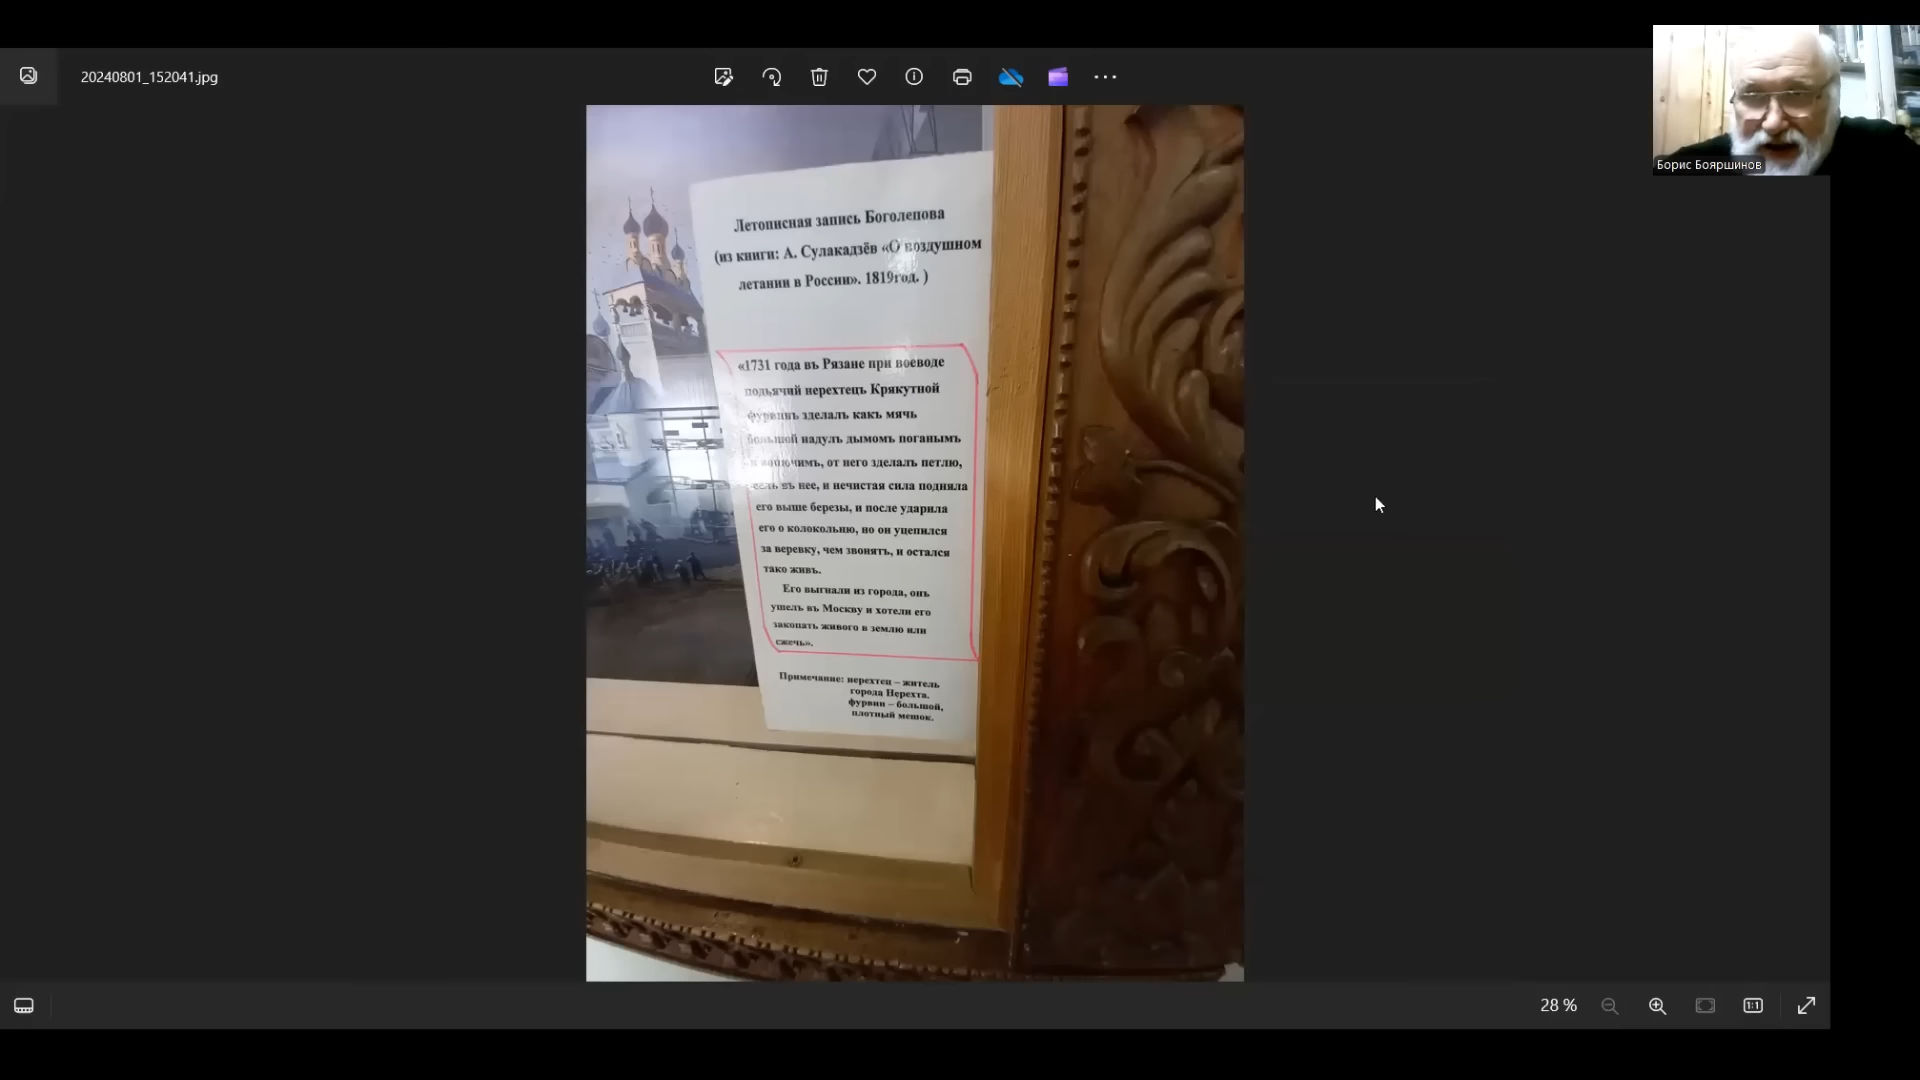 20240801_152041.jpg
Борис Бояршинов
Летописная запись Боголепова
(из книги: А. Сулакадзёв «О воздушном
летании в России». 1819год. )
«1731 года въ Рязане при воеводе
подьячий нерехтецъ Крякутной
фурвинъ зделалъ какъ мячь
большой надулъ дымомъ поганымъ
и вонючимъ, от него зделалъ петлю,
селъ въ нее, и нечистая сила подняла
его выше березы, и после ударила
его о колокольню, но он уцепился
за веревку, чем звонятъ, и остался
тако живъ.
Его выгнали из города, онъ
ушелъ въ Москву и хотели его
закопать живого в землю или
сжечь».
Примечание: нерехтец – житель
города Нерехта.
фурвин – большой,
плотный мешок.
28 %
1:1